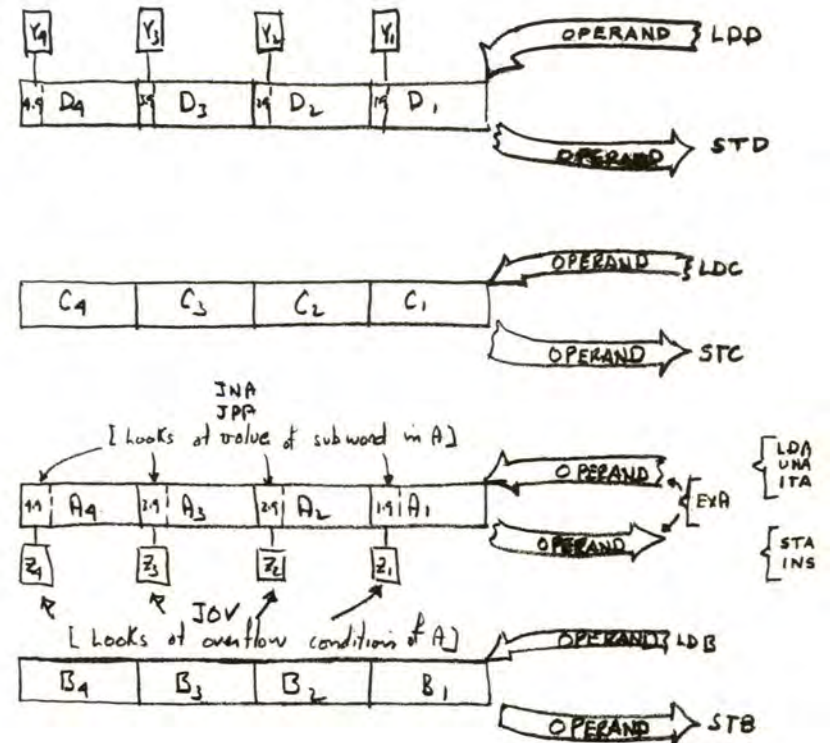 Y4 Y3 Y2 Y1 OPERAND LDD
4.9 D4 3.9 D3 2.9 D2 1.9 D1
OPERAND STD
OPERAND LDC
C4 C3 C2 C1
OPERAND STC
JNA
JPA
[Looks at value of subword in A]
OPERAND
LDA
UNA
ITA
EXA
4.9 A4 3.9 A3 2.9 A2 1.9 A1
OPERAND
STA
INS
Z4 Z3 Z2 Z1
JOV
[Looks at overflow condition of A]
OPERAND LDB
B4 B3 B2 B1
OPERAND STB